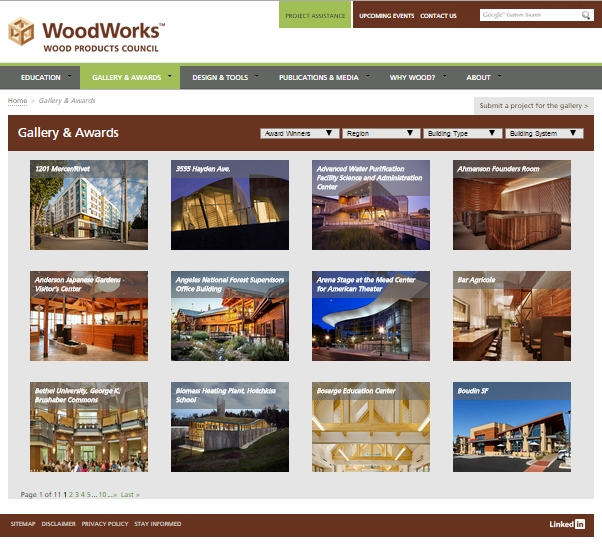 PROJECT ASSISTANCE
UPCOMING EVENTS CONTACT US
Google™ Custom Search
WoodWorks™
WOOD PRODUCTS COUNCIL
EDUCATION GALLERY & AWARDS DESIGN & TOOLS PUBLICATIONS & MEDIA WHY WOOD? ABOUT
Home > Gallery & Awards
Submit a project for the gallery >
Gallery & Awards
Award Winners Region Building Type Building System
1201 Mercer/Rivet
3555 Hayden Ave.
Advanced Water Purification
Facility Science and Administration
Center
Ahmanson Founders Room
Anderson Japanese Gardens -
Visitor's Center
Angeles National Forest Supervisors
Office Building
Arena Stage at the Mead Center
for American Theater
Bar Agricole
Bethel University, George K.
Brushaber Commons
Biomass Heating Plant, Hotchkiss
School
Bosarge Education Center
Boudin SF
Page 1 of 11 1 2 3 4 5 ... 10 ... » Last »
SITEMAP DISCLAIMER PRIVACY POLICY STAY INFORMED
Linked in